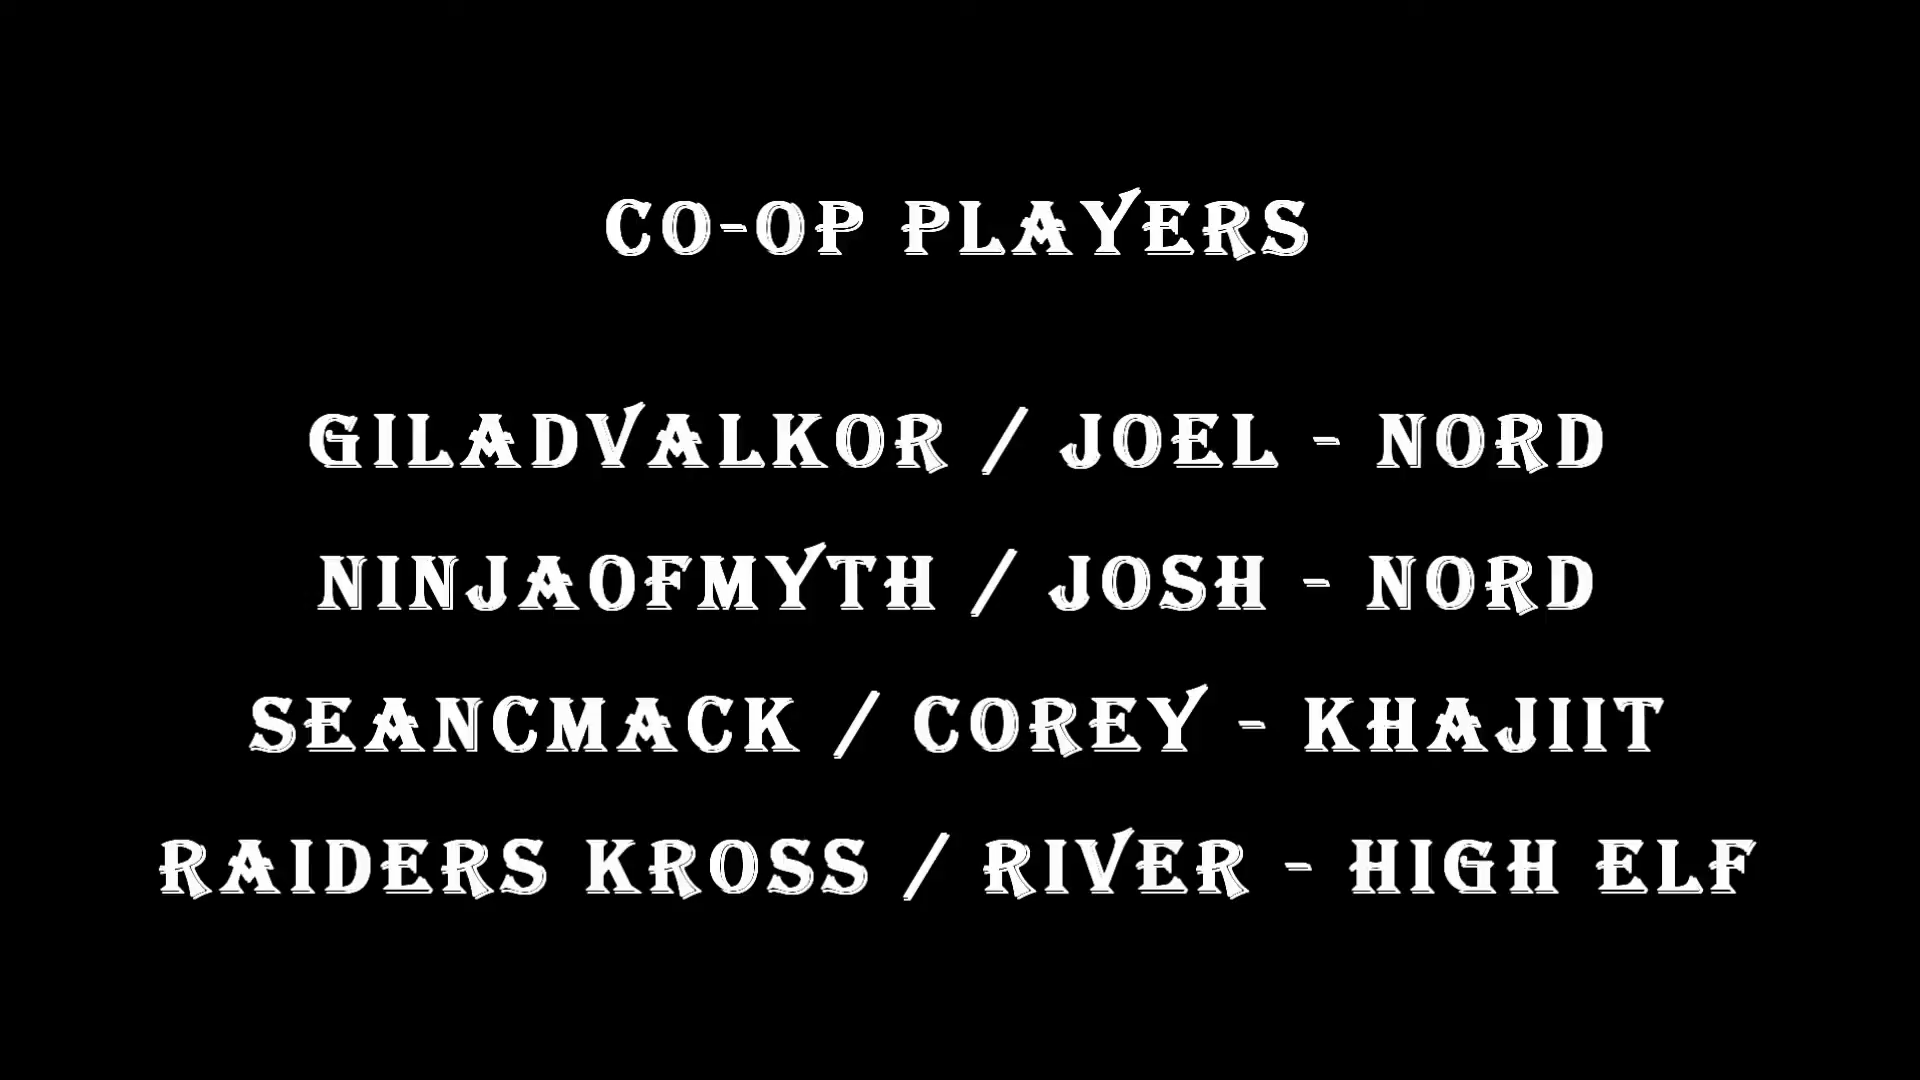 CO-OP PLAYERS
GILADVALKOR / JOEL - NORD
NINJAOFMYTH / JOSH - NORD
SEANCMACK / COREY - KHAJIIT
RAIDERS KROSS / RIVER - HIGH ELF